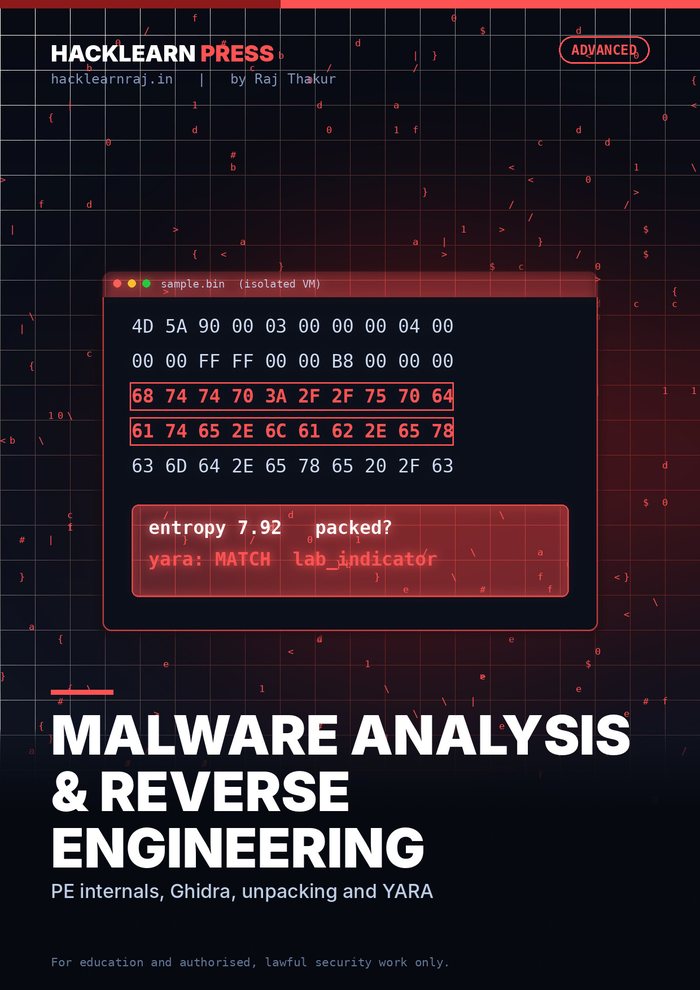 HACKLEARN PRESS
ADVANCED
hacklearnraj.in | by Raj Thakur
sample.bin (isolated VM)
4D 5A 90 00 03 00 00 00 04 00
00 00 FF FF 00 00 B8 00 00 00
68 74 74 70 3A 2F 2F 75 70 64
61 74 65 2E 6C 61 62 2E 65 78
63 6D 64 2E 65 78 65 20 2F 63
entropy 7.92 packed?
yara: MATCH lab_indicator
MALWARE ANALYSIS
& REVERSE
ENGINEERING
PE internals, Ghidra, unpacking and YARA
For education and authorised, lawful security work only.